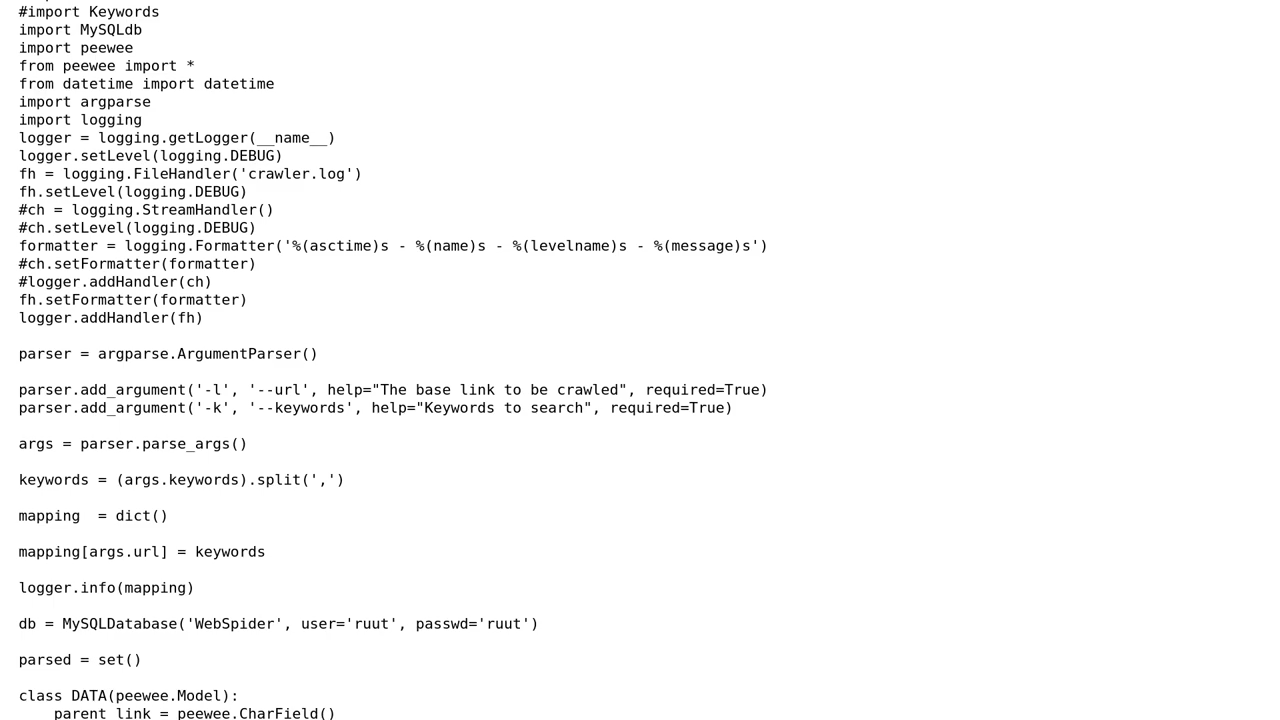 #import Keywords
import MySQLdb
import peewee
from peewee import *
from datetime import datetime
import argparse
import logging
logger = logging.getLogger(__name__)
logger.setLevel(logging.DEBUG)
fh = logging.FileHandler('crawler.log')
fh.setLevel(logging.DEBUG)
#ch = logging.StreamHandler()
#ch.setLevel(logging.DEBUG)
formatter = logging.Formatter('%(asctime)s - %(name)s - %(levelname)s - %(message)s')
#ch.setFormatter(formatter)
#logger.addHandler(ch)
fh.setFormatter(formatter)
logger.addHandler(fh)
parser = argparse.ArgumentParser()
parser.add_argument('-l', '--url', help="The base link to be crawled", required=True)
parser.add_argument('-k', '--keywords', help="Keywords to search", required=True)
args = parser.parse_args()
keywords = (args.keywords).split(',')
mapping  = dict()
mapping[args.url] = keywords
logger.info(mapping)
db = MySQLDatabase('WebSpider', user='ruut', passwd='ruut')
parsed = set()
class DATA(peewee.Model):
    parent_link = peewee.CharField()